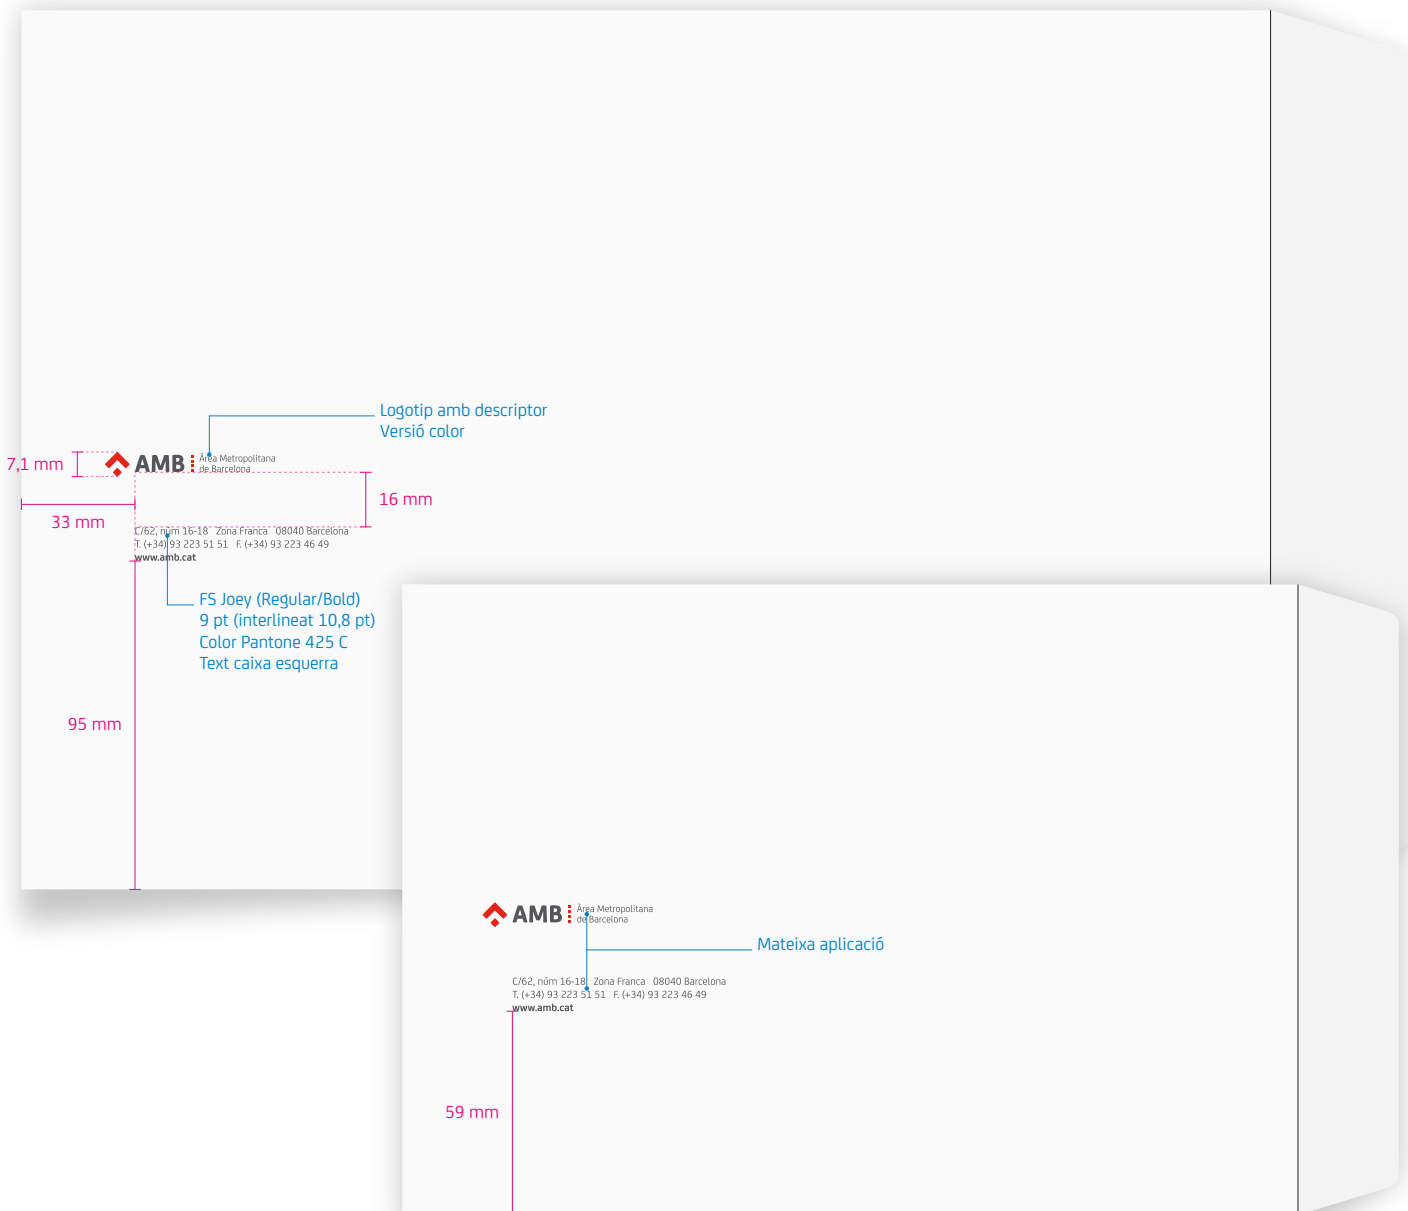 Logotip amb descriptor
Versió color
7,1 mm
AMB
Àrea Metropolitana
de Barcelona
16 mm
33 mm
C/62, núm 16-18 Zona Franca 08040 Barcelona
T. (+34) 93 223 51 51 F. (+34) 93 223 46 49
www.amb.cat
FS Joey (Regular/Bold)
9 pt (interlineat 10,8 pt)
Color Pantone 425 C
Text caixa esquerra
95 mm
AMB
Àrea Metropolitana
de Barcelona
Mateixa aplicació
C/62, núm 16-18 Zona Franca 08040 Barcelona
T. (+34) 93 223 51 51 F. (+34) 93 223 46 49
www.amb.cat
59 mm